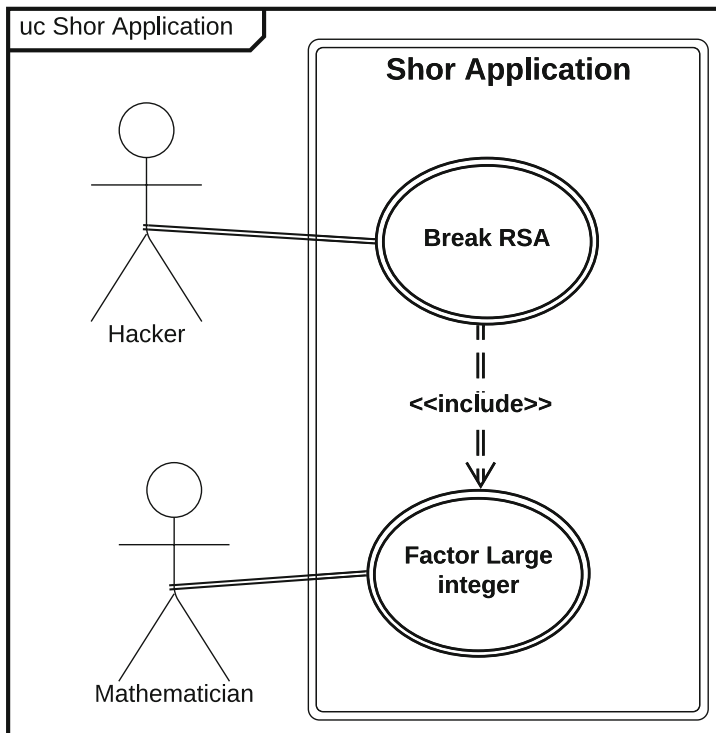 uc Shor Application
Shor Application
Break RSA
Hacker
<<include>>
Factor Large
integer
Mathematician